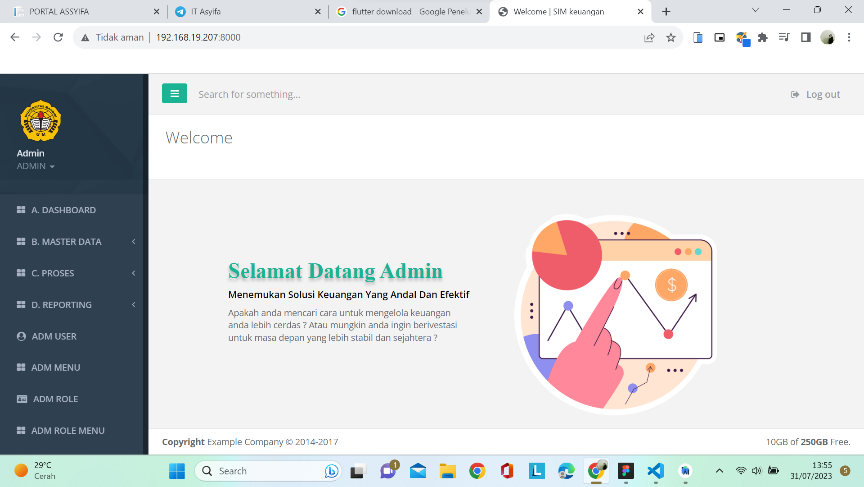 PORTAL ASSYIFA
IT Asyifa
flutter download - Google Penelu
Welcome | SIM keuangan
Tidak aman
192.168.19.207:8000
Search for something...
Log out
Admin
ADMIN
Welcome
A. DASHBOARD
B. MASTER DATA
C. PROSES
D. REPORTING
ADM USER
ADM MENU
ADM ROLE
ADM ROLE MENU
Selamat Datang Admin
Menemukan Solusi Keuangan Yang Andal Dan Efektif
Apakah anda mencari cara untuk mengelola keuangan
anda lebih cerdas ? Atau mungkin anda ingin berivestasi
untuk masa depan yang lebih stabil dan sejahtera ?
$
Copyright Example Company © 2014-2017
10GB of 250GB Free.
29°C
Cerah
Search
1
L
13:55
31/07/2023
5